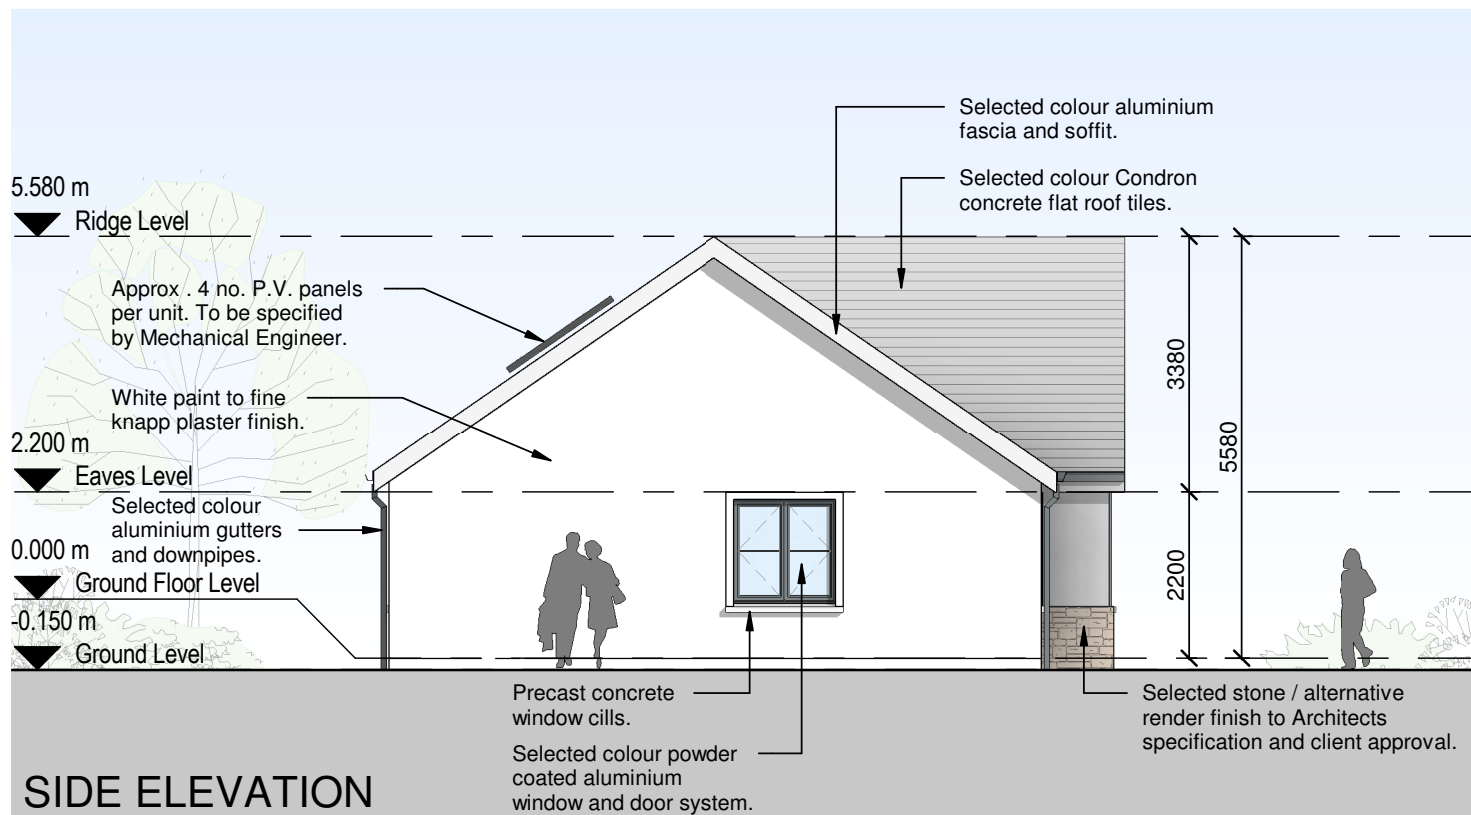 Selected colour aluminium
fascia and soffit.
Selected colour Condron
concrete flat roof tiles.
5.580 m
Ridge Level
Approx . 4 no. P.V. panels
per unit. To be specified
by Mechanical Engineer.
3380
5580
White paint to fine
knapp plaster finish.
2.200 m
Eaves Level
Selected colour
aluminium gutters
and downpipes.
0.000 m
Ground Floor Level
2200
-0.150 m
Ground Level
Precast concrete
window cills.
Selected stone / alternative
render finish to Architects
specification and client approval.
Selected colour powder
coated aluminium
window and door system.
SIDE ELEVATION